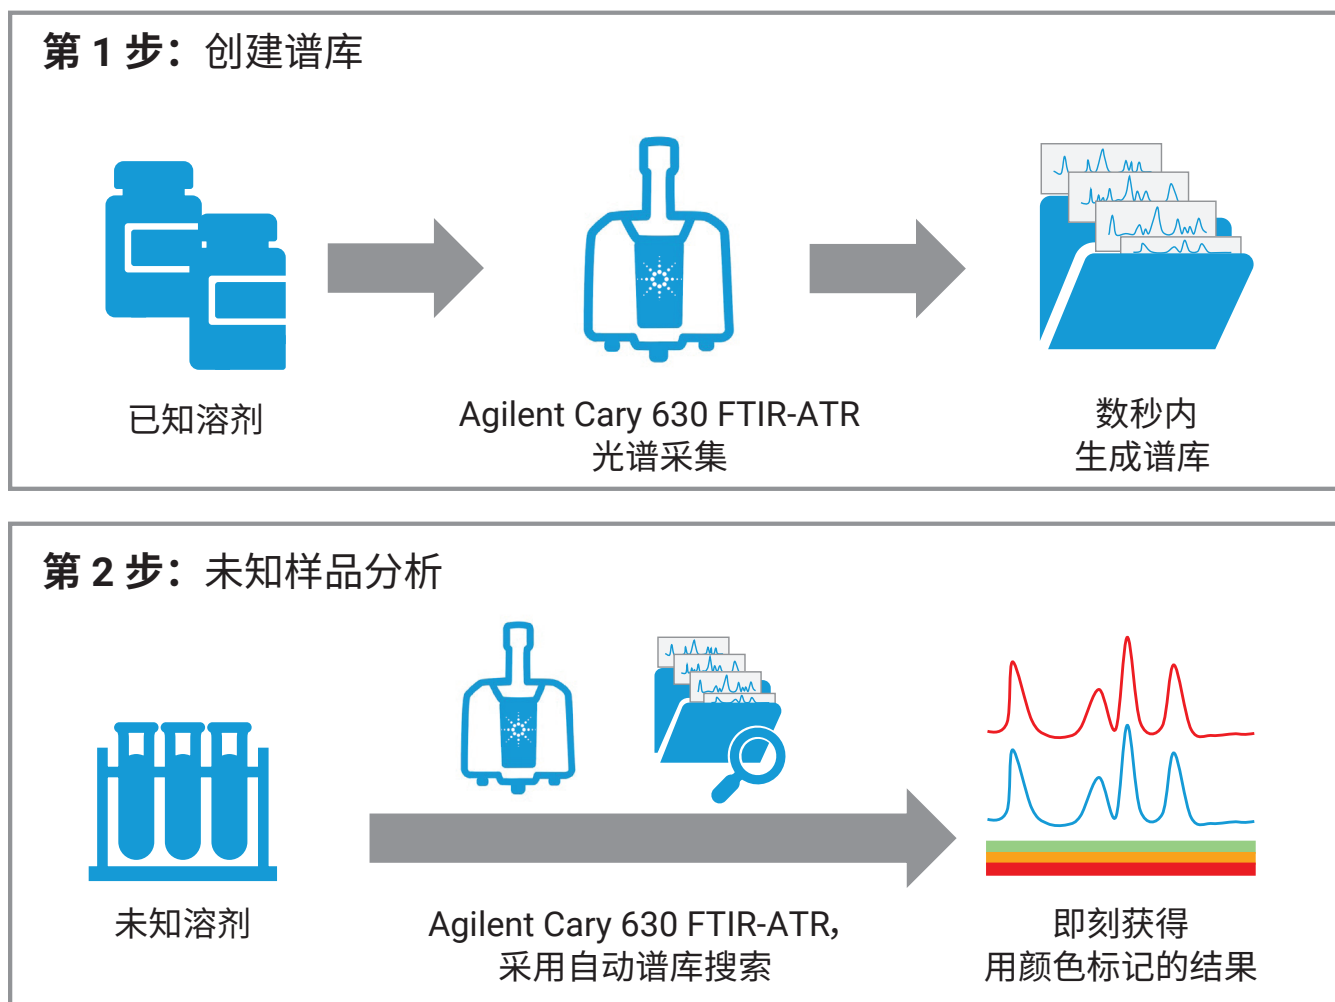 第 1 步：创建谱库
已知溶剂
Agilent Cary 630 FTIR-ATR
光谱采集
数秒内
生成谱库
第 2 步：未知样品分析
未知溶剂
Agilent Cary 630 FTIR-ATR，
采用自动谱库搜索
即刻获得
用颜色标记的结果